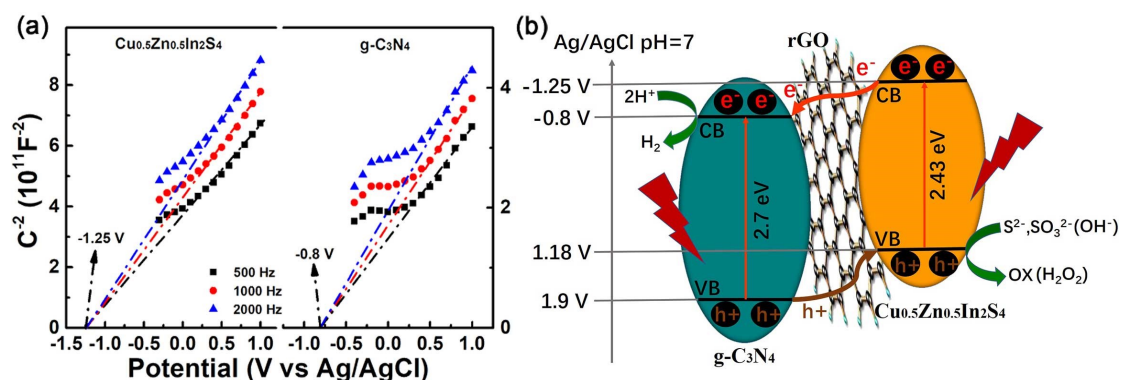 (a)
Cu0.5Zn0.5In2S4
g-C3N4
C⁻² (10¹¹F⁻²)
8
6
4
2
0
4
2
0
-1.25 V
-0.8 V
500 Hz
1000 Hz
2000 Hz
-1.5 -1.0 -0.5 0.0 0.5 1.0 -1.0 -0.5 0.0 0.5 1.0
Potential (V vs Ag/AgCl)
(b)
Ag/AgCl pH=7
rGO
-1.25 V
-0.8 V
1.18 V
1.9 V
2H⁺
H₂
e⁻ e⁻
CB
2.7 eV
VB
h+ h+
g-C3N4
e⁻
e⁻
h+
e⁻ e⁻
CB
2.43 eV
VB
h+ h+
Cu0.5Zn0.5In2S4
S²⁻,SO₃²⁻(OH⁻)
OX(H₂O₂)